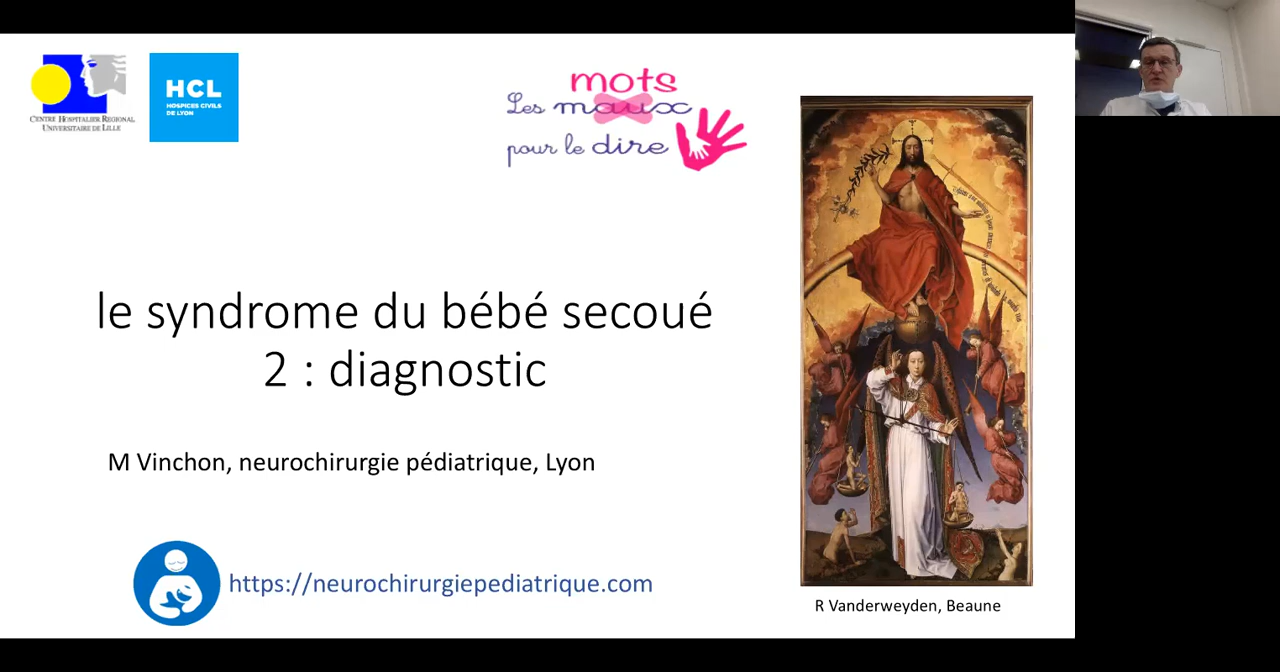 CENTRE HOSPITALIER REGIONAL
UNIVERSITAIRE DE LILLE
HCL
HOSPICES CIVILS
DE LYON
mots
Les maux
pour le dire
le syndrome du bébé secoué
2 : diagnostic
M Vinchon, neurochirurgie pédiatrique, Lyon
https://neurochirurgiepediatrique.com
R Vanderweyden, Beaune